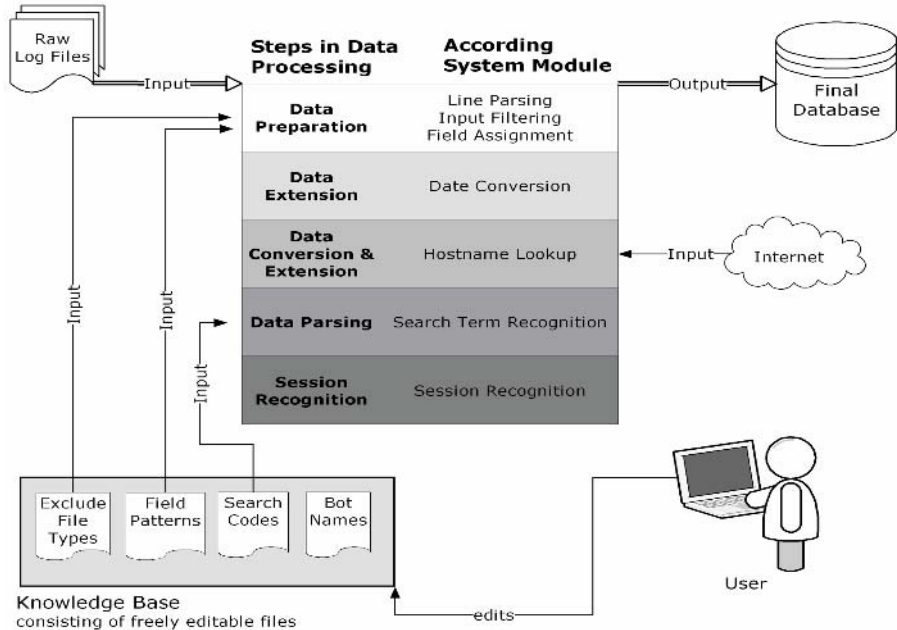 Raw
Log Files
Input
Steps in Data
Processing
According
System Module
Output
Final
Database
Data
Preparation
Line Parsing
Input Filtering
Field Assignment
Data
Extension
Date Conversion
Data
Conversion &
Extension
Hostname Lookup
Input
Internet
Data Parsing
Search Term Recognition
Session
Recognition
Session Recognition
Input
Input
Input
Exclude
File
Types
Field
Patterns
Search
Codes
Bot
Names
Knowledge Base
consisting of freely editable files
edits
User